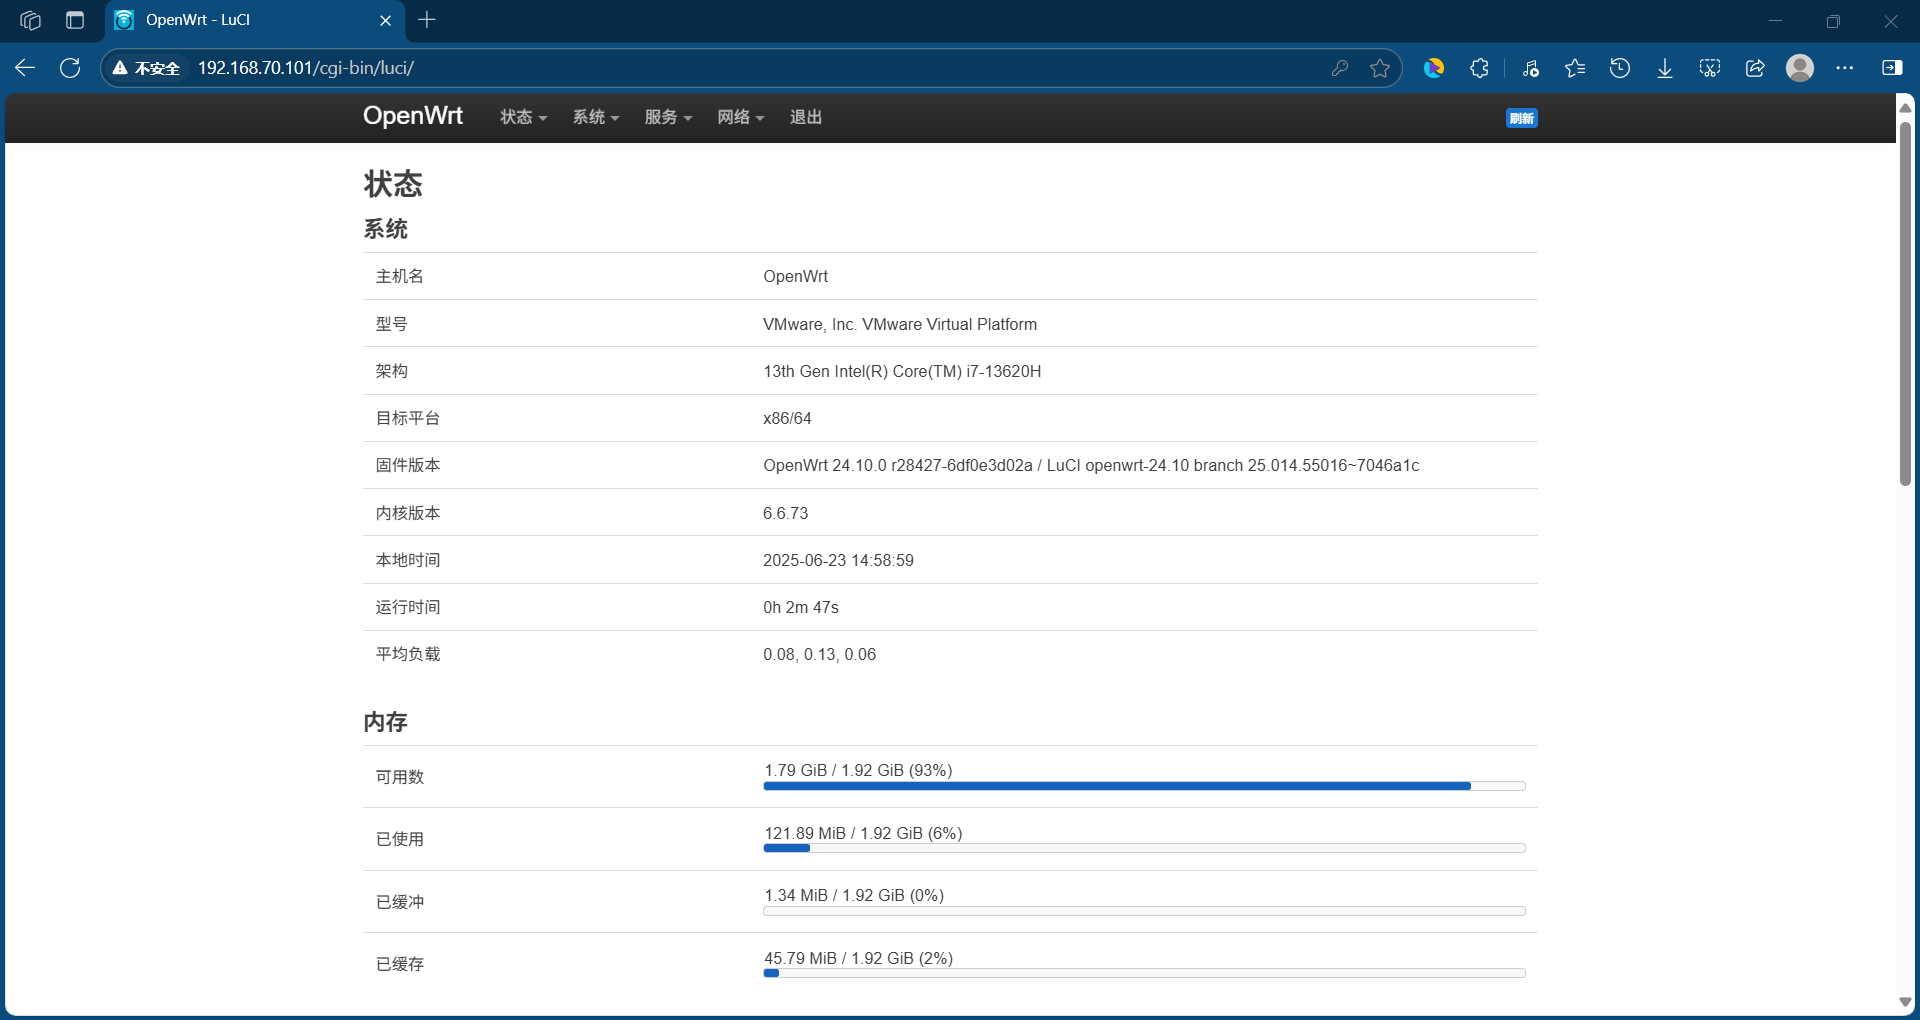 OpenWrt - LuCI
不安全 192.168.70.101/cgi-bin/luci/
OpenWrt 状态 系统 服务 网络 退出 刷新
状态
系统
主机名 OpenWrt
型号 VMware, Inc. VMware Virtual Platform
架构 13th Gen Intel(R) Core(TM) i7-13620H
目标平台 x86/64
固件版本 OpenWrt 24.10.0 r28427-6df0e3d02a / LuCI openwrt-24.10 branch 25.014.55016~7046a1c
内核版本 6.6.73
本地时间 2025-06-23 14:58:59
运行时间 0h 2m 47s
平均负载 0.08, 0.13, 0.06
内存
可用数 1.79 GiB / 1.92 GiB (93%)
已使用 121.89 MiB / 1.92 GiB (6%)
已缓冲 1.34 MiB / 1.92 GiB (0%)
已缓存 45.79 MiB / 1.92 GiB (2%)